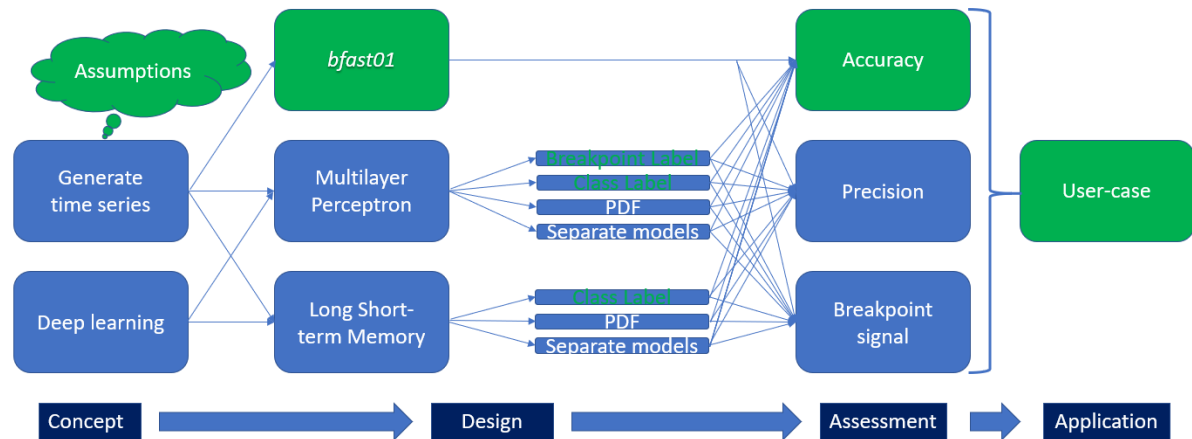 Assumptions
bfast01
Accuracy
Generate
time series
Multilayer
Perceptron
Breakpoint Label
Class Label
PDF
Separate models
Precision
User-case
Deep learning
Long Short-
term Memory
Class Label
PDF
Separate models
Breakpoint
signal
Concept
Design
Assessment
Application